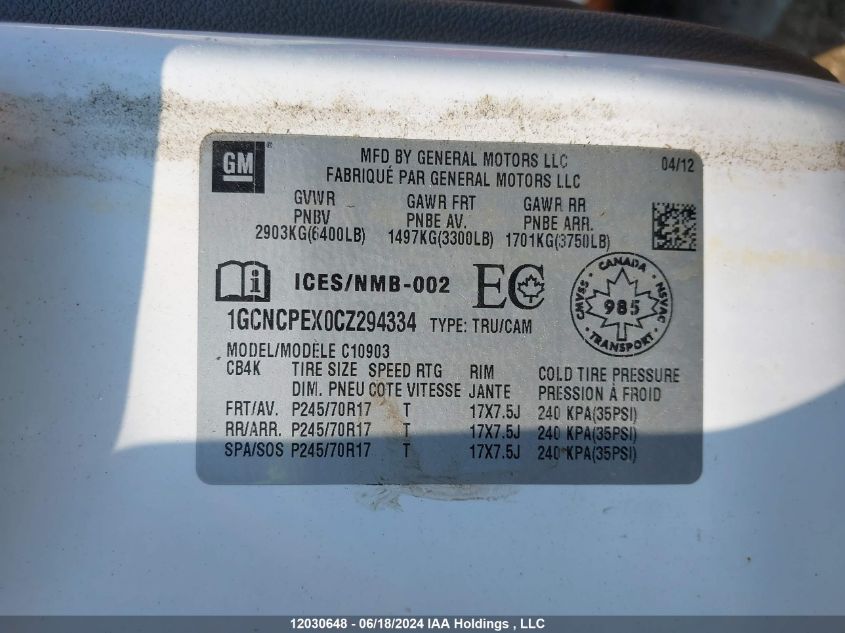 GM
MFD BY GENERAL MOTORS LLC
04/12
FABRIQUÉ PAR GENERAL MOTORS LLC
GVWR GAWR FRT GAWR RR
PNBV PNBE AV. PNBE ARR.
2903KG(6400LB) 1497KG(3300LB) 1701KG(3750LB)
i ICES/NMB-002 EC
CANADA
CMVSS 985 NSVAC
TRANSPORT
1GCNCPEX0CZ294334 TYPE: TRU/CAM
MODEL/MODÈLE C10903
CB4K TIRE SIZE SPEED RTG RIM COLD TIRE PRESSURE
DIM. PNEU COTE VITESSE JANTE PRESSION À FROID
FRT/AV. P245/70R17 T 17X7.5J 240 KPA(35PSI)
RR/ARR. P245/70R17 T 17X7.5J 240 KPA(35PSI)
SPA/SOS P245/70R17 T 17X7.5J 240 KPA(35PSI)
12030648 - 06/18/2024 IAA Holdings , LLC